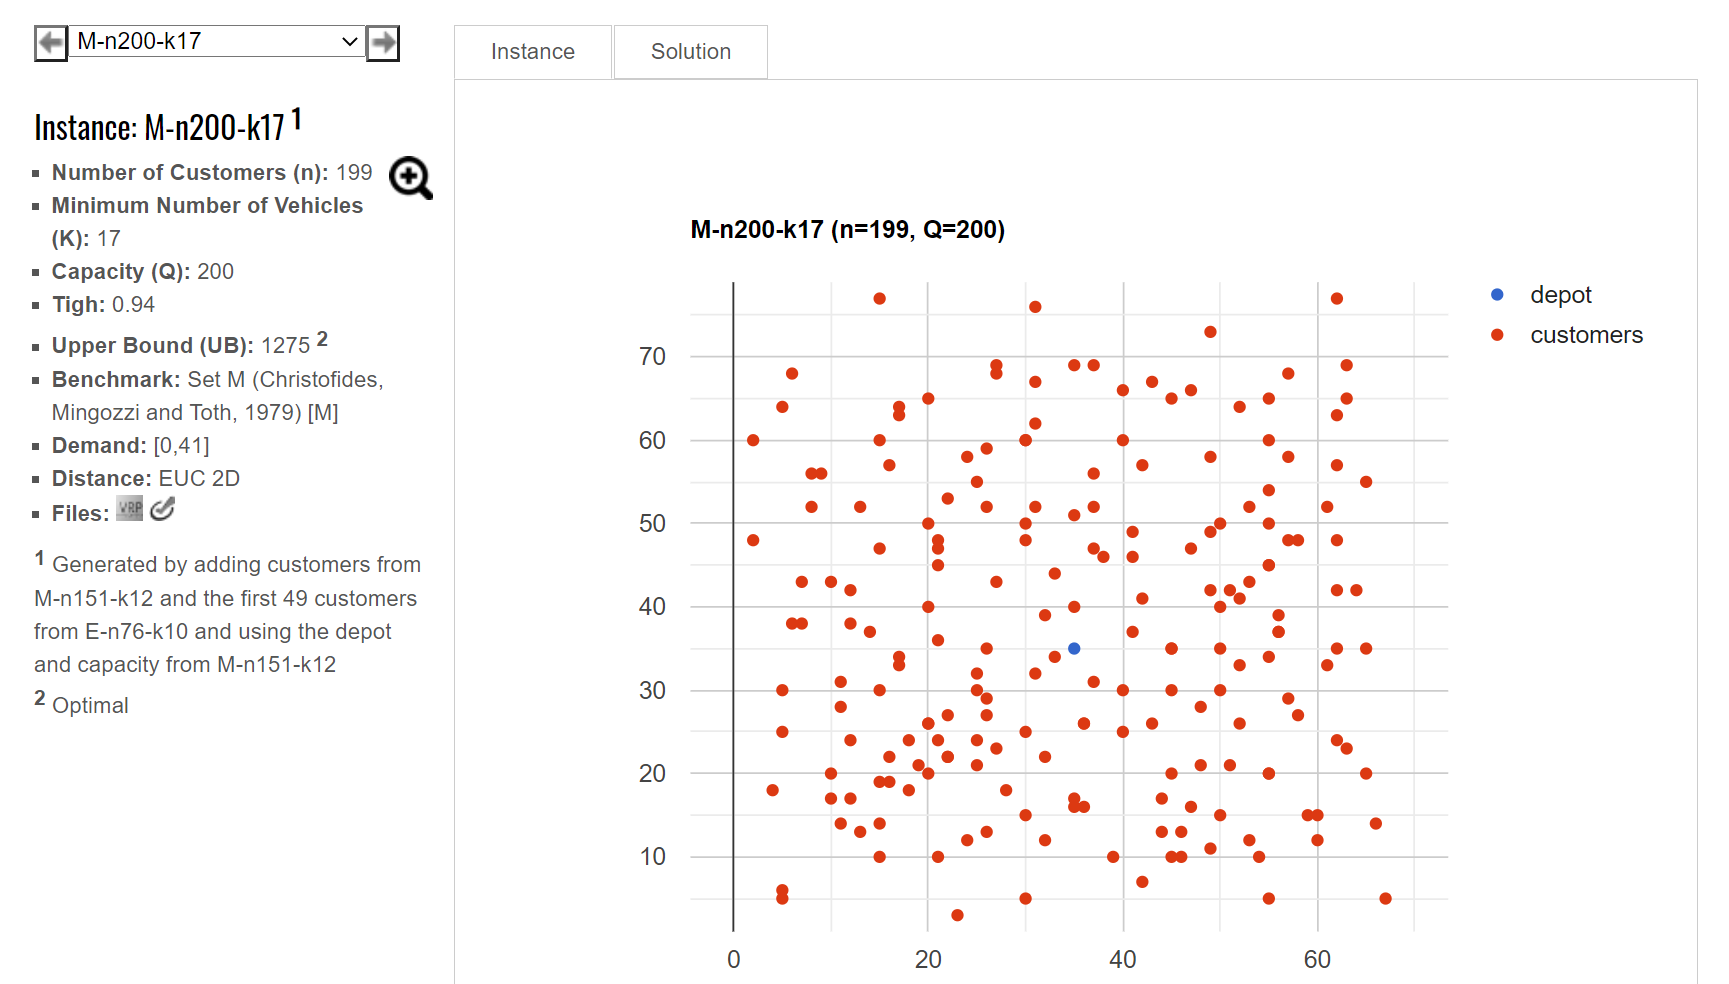 M-n200-k17
Instance
Solution
Instance: M-n200-k17 1
Number of Customers (n): 199
Minimum Number of Vehicles
(K): 17
Capacity (Q): 200
Tigh: 0.94
Upper Bound (UB): 1275 2
Benchmark: Set M (Christofides,
Mingozzi and Toth, 1979) [M]
Demand: [0,41]
Distance: EUC 2D
Files: VRP
1 Generated by adding customers from
M-n151-k12 and the first 49 customers
from E-n76-k10 and using the depot
and capacity from M-n151-k12
2 Optimal
M-n200-k17 (n=199, Q=200)
depot
customers
70
60
50
40
30
20
10
0 20 40 60